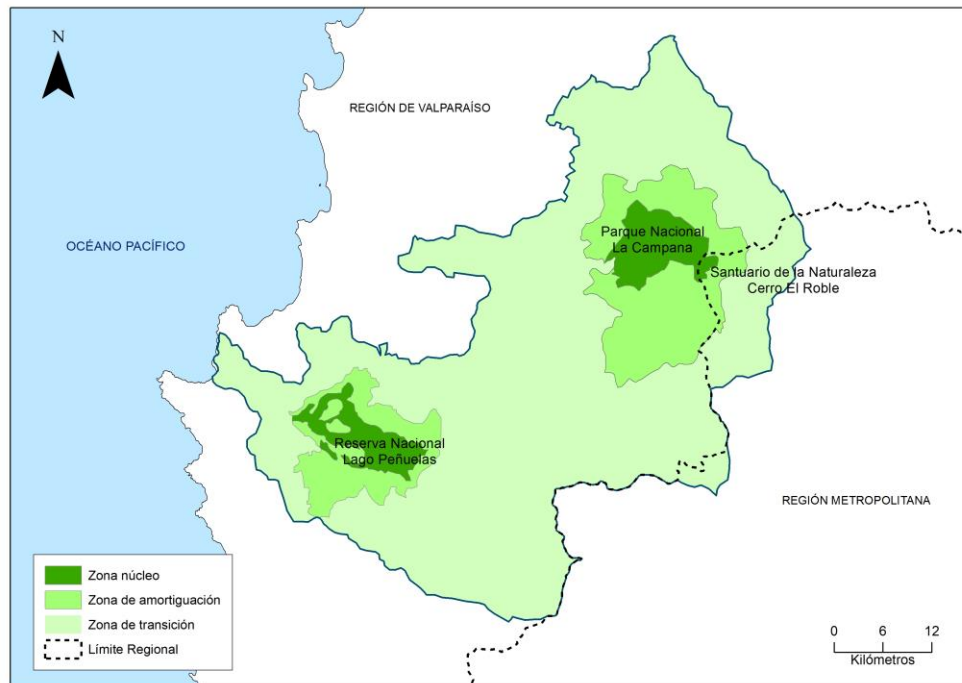 N
REGIÓN DE VALPARAÍSO
OCÉANO PACÍFICO
Parque Nacional
La Campana
Santuario de la Naturaleza
Cerro El Roble
Reserva Nacional
Lago Peñuelas
REGIÓN METROPOLITANA
Zona núcleo
Zona de amortiguación
Zona de transición
Límite Regional
0 6 12
Kilómetros